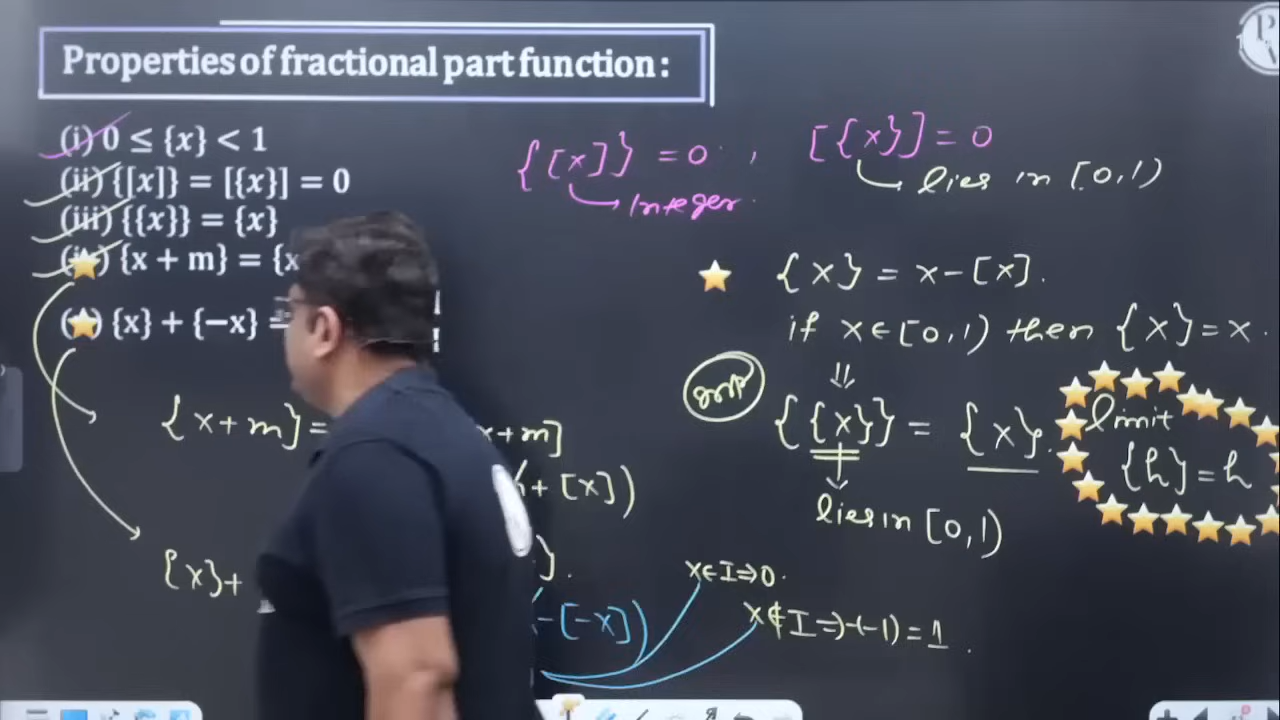 Properties of fractional part function :
(i) 0 ≤ {x} < 1
(ii) {[x]} = [{x}] = 0
(iii) {{x}} = {x}
{x + m} = {x
{x} + {−x} =
{[x]} = 0 , [{x}] = 0
Integer
lies in [0,1)
{x} = x-[x].
if x∈[0,1) then {x}=x.
⇓
imp
{{x}} = {x}.
lies in [0,1)
limit
{h}=h
{x+m}= x+m]
+ [x])
{x}+ }.
-[-x])
x∈I⇒0.
x∉I⇒-(-1)=1.